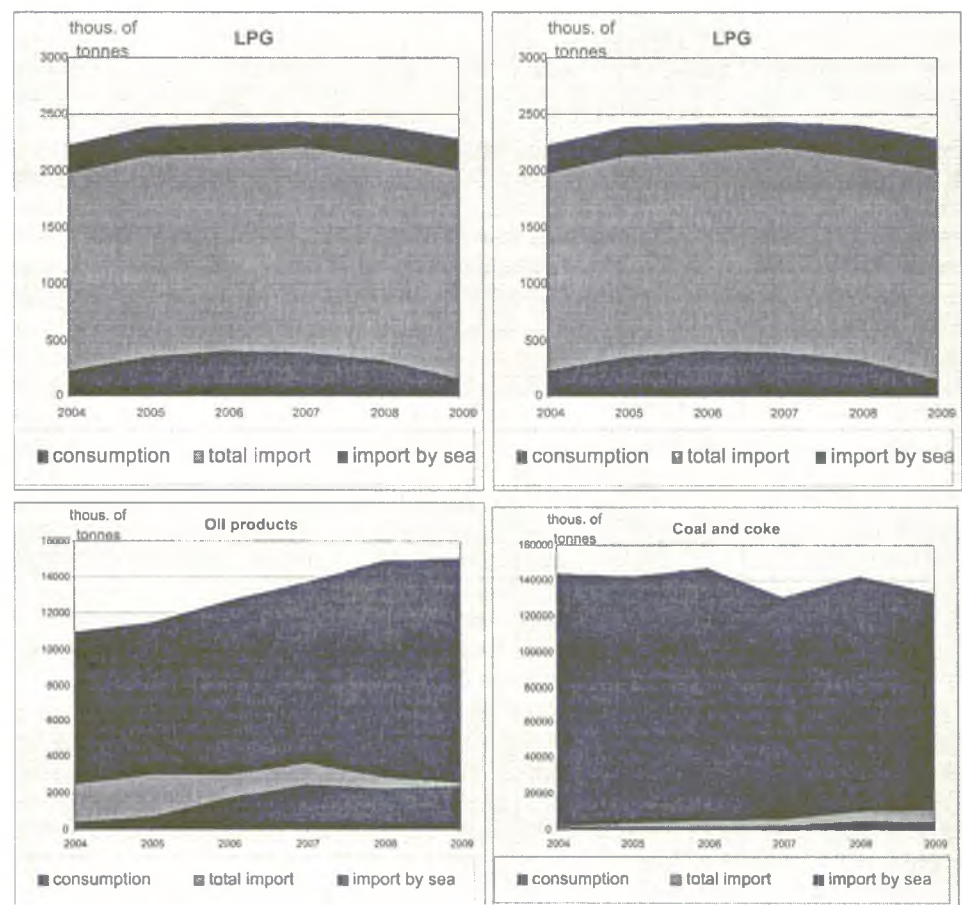 thous. of
tonnes
LPG
3000
2500
2000
1500
1000
500
0
2004 2005 2006 2007 2008 2009
consumption total import import by sea
thous. of
tonnes
LPG
3000
2500
2000
1500
1000
500
0
2004 2005 2006 2007 2008 2009
consumption total import import by sea
thous. of
tonnes
Oil products
16000
14000
12000
10000
8000
6000
4000
2000
0
2004 2005 2006 2007 2008 2009
consumption total import import by sea
thous. of
tonnes
Coal and coke
160000
140000
120000
100000
80000
60000
40000
20000
0
2004 2005 2006 2007 2008 2009
consumption total import import by sea